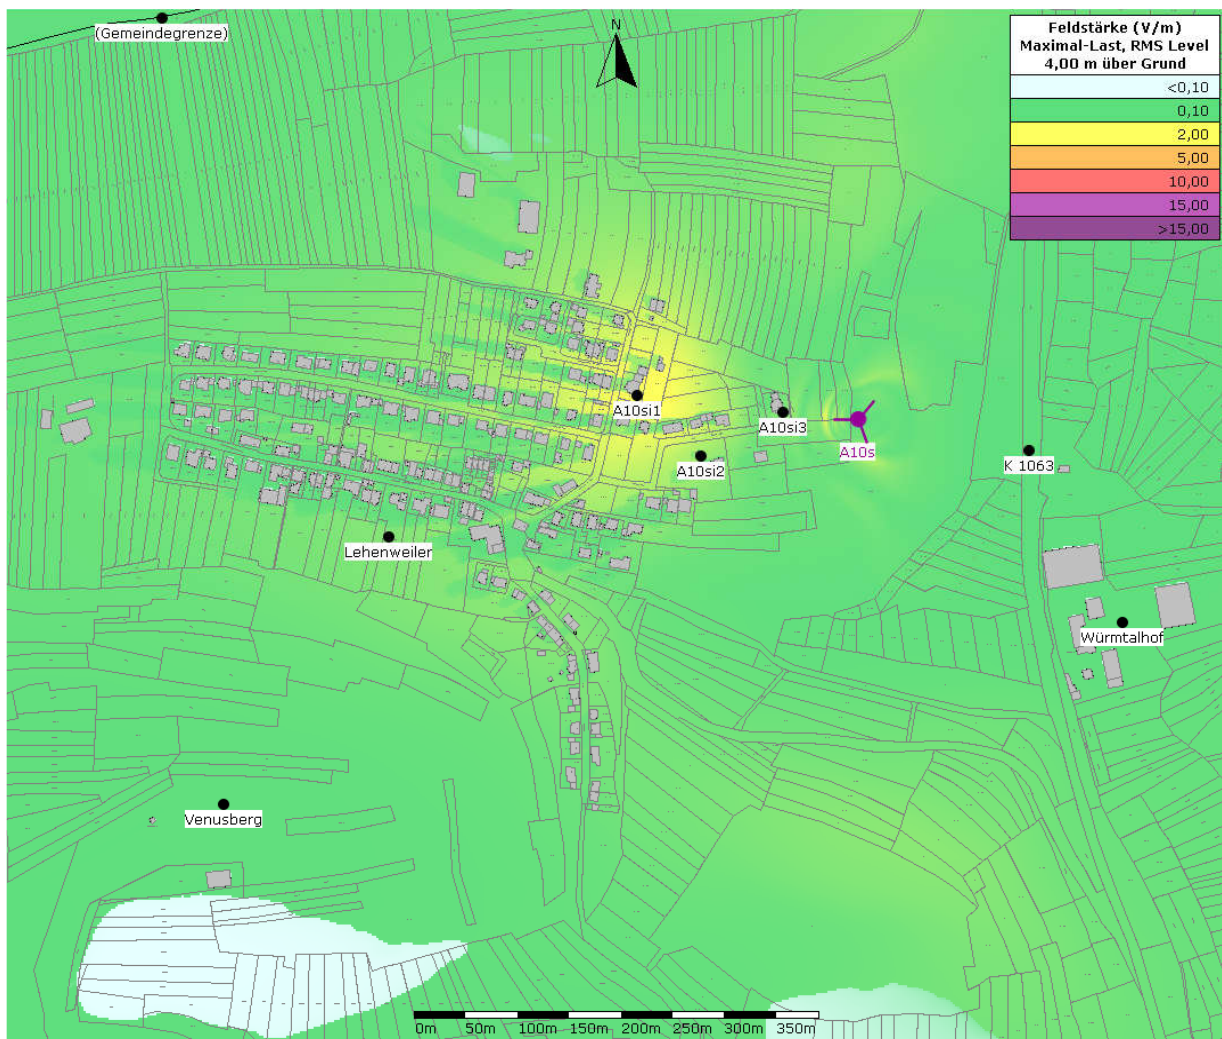 (Gemeindegrenze)
N
Feldstärke (V/m)
Maximal-Last, RMS Level
4,00 m über Grund
<0,10
0,10
2,00
5,00
10,00
15,00
>15,00
A10si1
A10si3
A10s
A10si2
K 1063
Lehenweiler
Würmtalhof
Venusberg
0m 50m 100m 150m 200m 250m 300m 350m